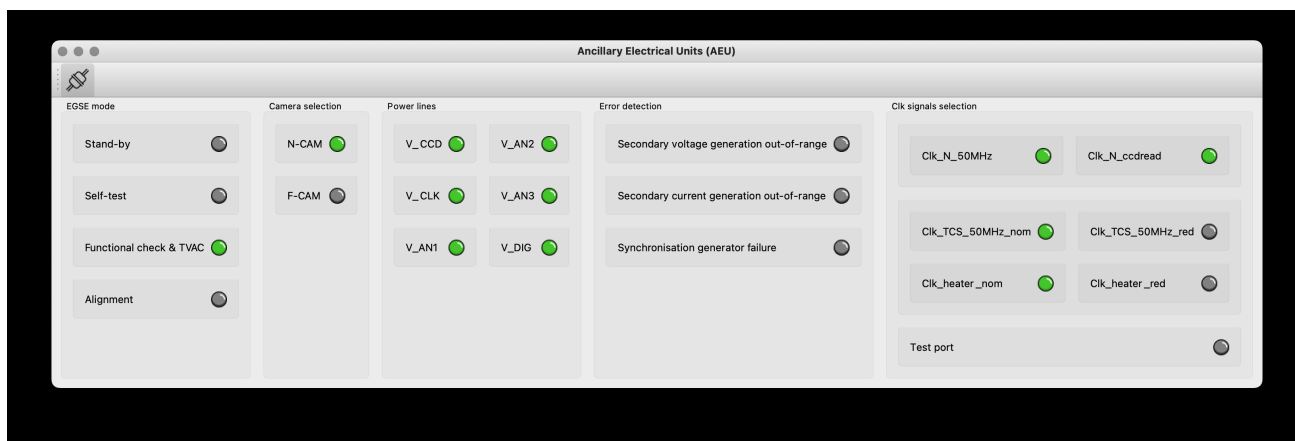 Ancillary Electrical Units (AEU)
EGSE mode
Stand-by
Self-test
Functional check & TVAC
Alignment
Camera selection
N-CAM
F-CAM
Power lines
V_CCD
V_AN2
V_CLK
V_AN3
V_AN1
V_DIG
Error detection
Secondary voltage generation out-of-range
Secondary current generation out-of-range
Synchronisation generator failure
Clk signals selection
Clk_N_50MHz
Clk_N_ccdread
Clk_TCS_50MHz_nom
Clk_TCS_50MHz_red
Clk_heater_nom
Clk_heater_red
Test port